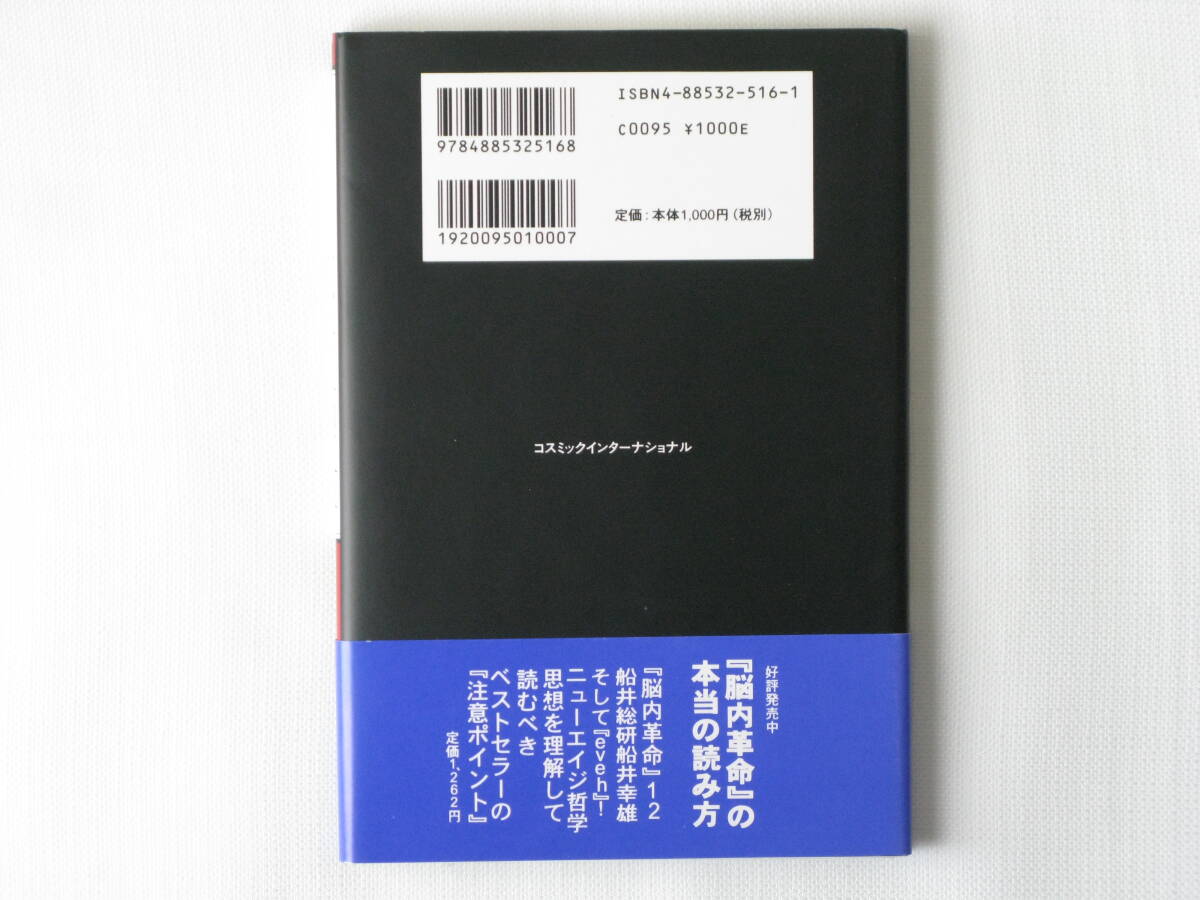 ISBN4-88532-516-1
C0095 ¥1000E
9784885325168
定価：本体1,000円（税別）
1920095010007
コスミックインターナショナル
好評発売中
『脳内革命』の
本当の読み方
『脳内革命』12
船井総研船井幸雄
そして『eveh』！
ニューエイジ哲学
思想を理解して
読むべき
ベストセラーの
『注意ポイント』
定価1、262円